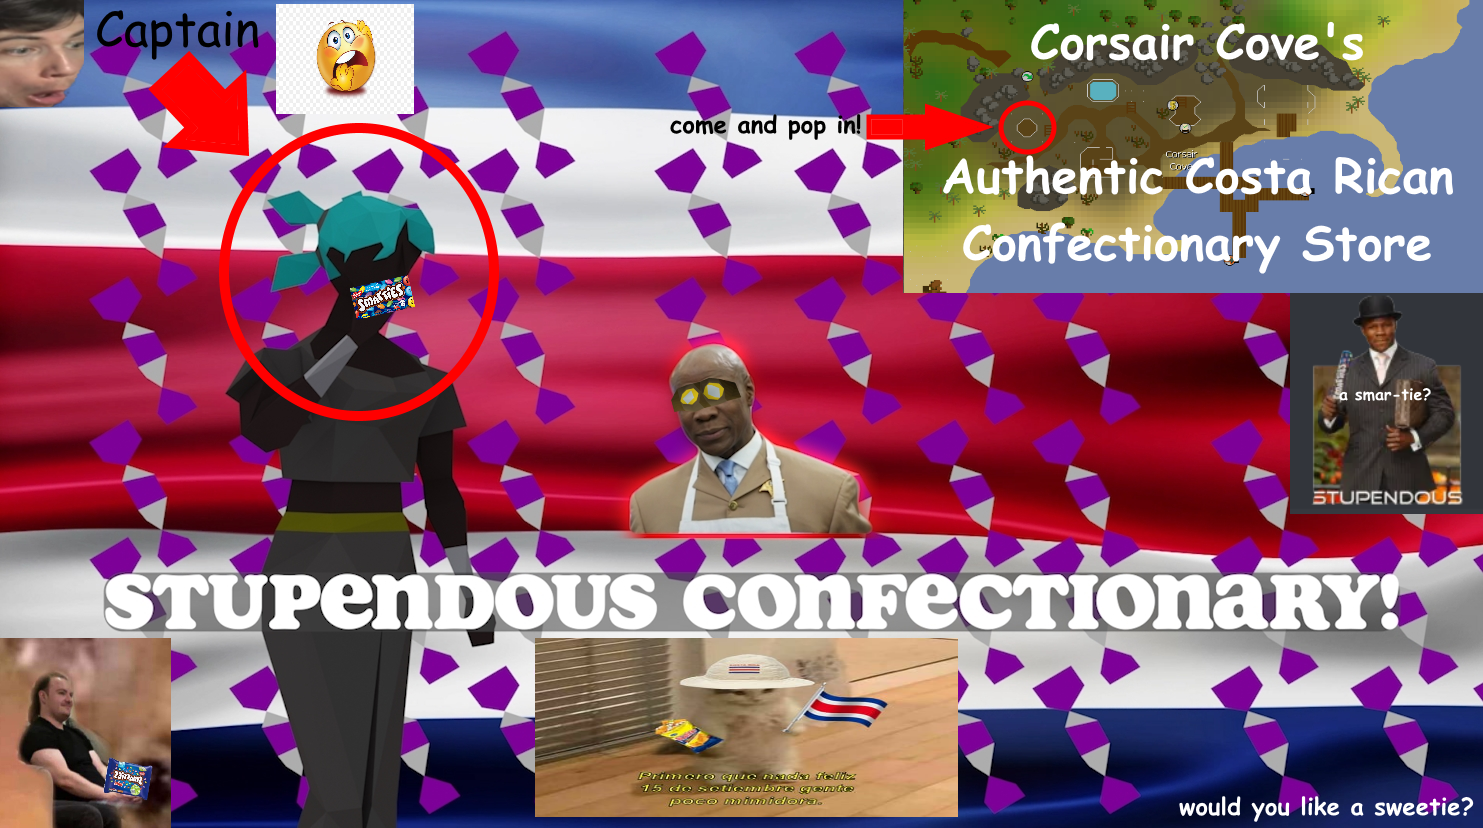 Captain
Corsair Cove's
come and pop in!
Corsair
Cove
Authentic Costa Rican
Confectionary Store
SMARTIES
a smar-tie?
STUPENDOUS
STUPENDOUS CONFECTIONARY!
Primero que nada feliz
15 de setiembre gente
poco mimidora.
would you like a sweetie?